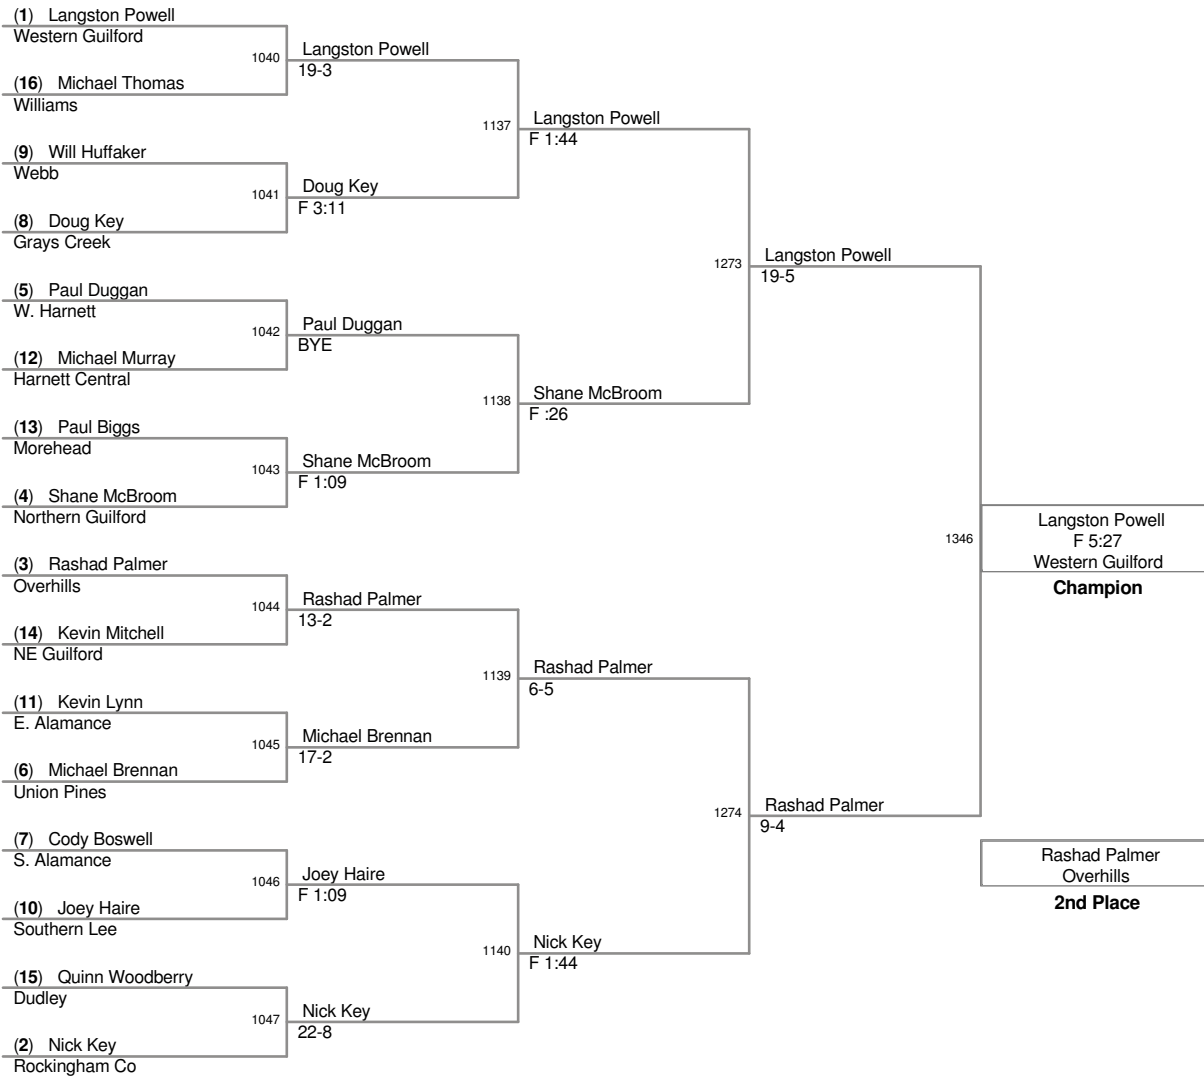 (1) Langston Powell
Western Guilford
1040
(16) Michael Thomas
Williams
Langston Powell
19-3
(9) Will Huffaker
Webb
1041
(8) Doug Key
Grays Creek
Doug Key
F 3:11
1137
Langston Powell
F 1:44
(5) Paul Duggan
W. Harnett
1042
(12) Michael Murray
Harnett Central
Paul Duggan
BYE
(13) Paul Biggs
Morehead
1043
(4) Shane McBroom
Northern Guilford
Shane McBroom
F 1:09
1138
Shane McBroom
F :26
1273
Langston Powell
19-5
(3) Rashad Palmer
Overhills
1044
(14) Kevin Mitchell
NE Guilford
Rashad Palmer
13-2
(11) Kevin Lynn
E. Alamance
1045
(6) Michael Brennan
Union Pines
Michael Brennan
17-2
1139
Rashad Palmer
6-5
(7) Cody Boswell
S. Alamance
1046
(10) Joey Haire
Southern Lee
Joey Haire
F 1:09
(15) Quinn Woodberry
Dudley
1047
(2) Nick Key
Rockingham Co
Nick Key
22-8
1140
Nick Key
F 1:44
1274
Rashad Palmer
9-4
1346
Langston Powell
F 5:27
Western Guilford
Champion
Rashad Palmer
Overhills
2nd Place